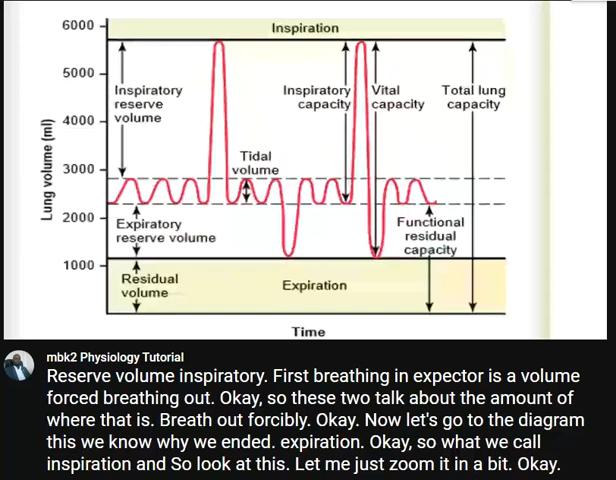 6000
Inspiration
5000
Inspiratory
reserve
volume
Inspiratory
capacity
Vital
capacity
Total lung
capacity
4000
Lung volume (ml)
Tidal
volume
3000
2000
Expiratory
reserve volume
Functional
residual
capacity
1000
Residual
volume
Expiration
Time
mbk2 Physiology Tutorial
Reserve volume inspiratory. First breathing in expector is a volume
forced breathing out. Okay, so these two talk about the amount of
where that is. Breath out forcibly. Okay. Now let's go to the diagram
this we know why we ended. expiration. Okay, so what we call
inspiration and So look at this. Let me just zoom it in a bit. Okay.